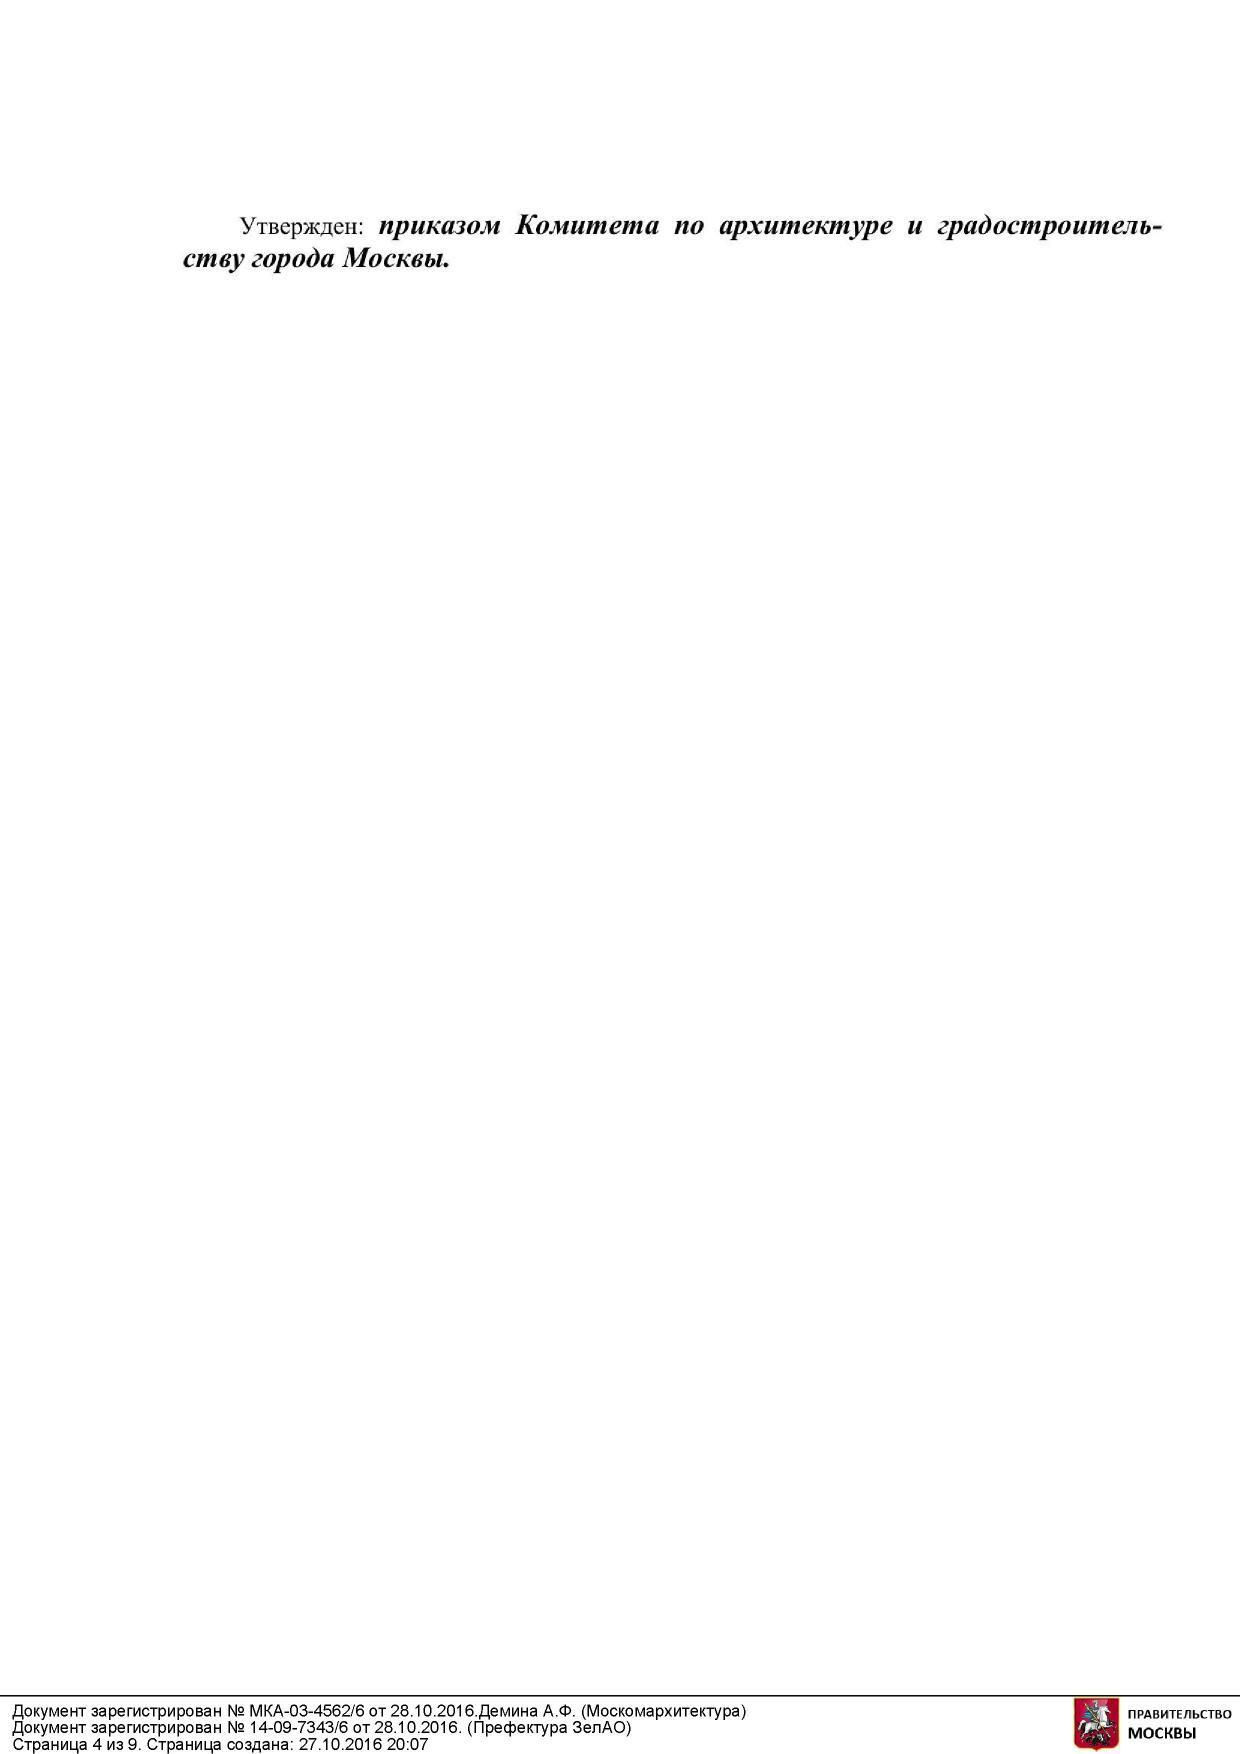 Утвержден: приказом Комитета по архитектуре и градостроитель-
ству города Москвы.
Документ зарегистрирован № МКА-03-4562/6 от 28.10.2016.Демина А.Ф. (Москомархитектура)
Документ зарегистрирован № 14-09-7343/6 от 28.10.2016. (Префектура ЗелАО)
Страница 4 из 9. Страница создана: 27.10.2016 20:07
ПРАВИТЕЛЬСТВО
МОСКВЫ